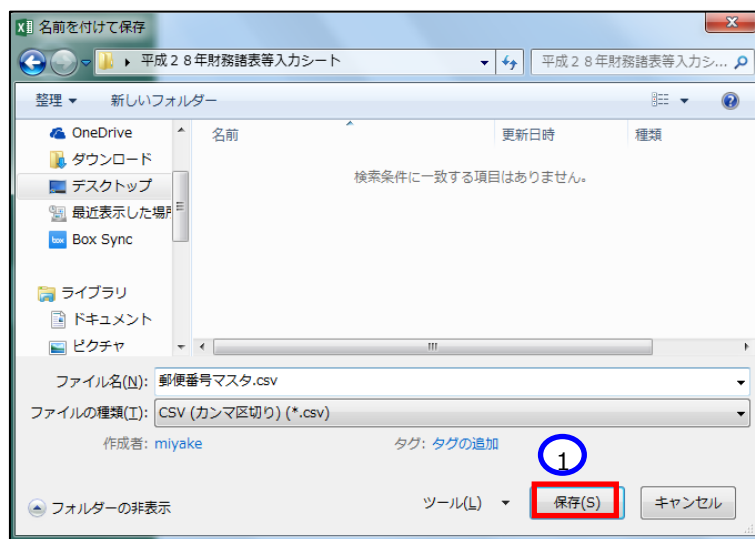 名前を付けて保存
平成28年財務諸表等入力シート
平成28年財務諸表等入力シ...
整理
新しいフォルダー
OneDrive
ダウンロード
デスクトップ
最近表示した場所
Box Sync
ライブラリ
ドキュメント
ピクチャ
名前
更新日時
種類
検索条件に一致する項目はありません。
ファイル名(N): 郵便番号マスタ.csv
ファイルの種類(T): CSV (カンマ区切り) (*.csv)
作成者: miyake
タグ: タグの追加
1
フォルダーの非表示
ツール(L)
保存(S)
キャンセル